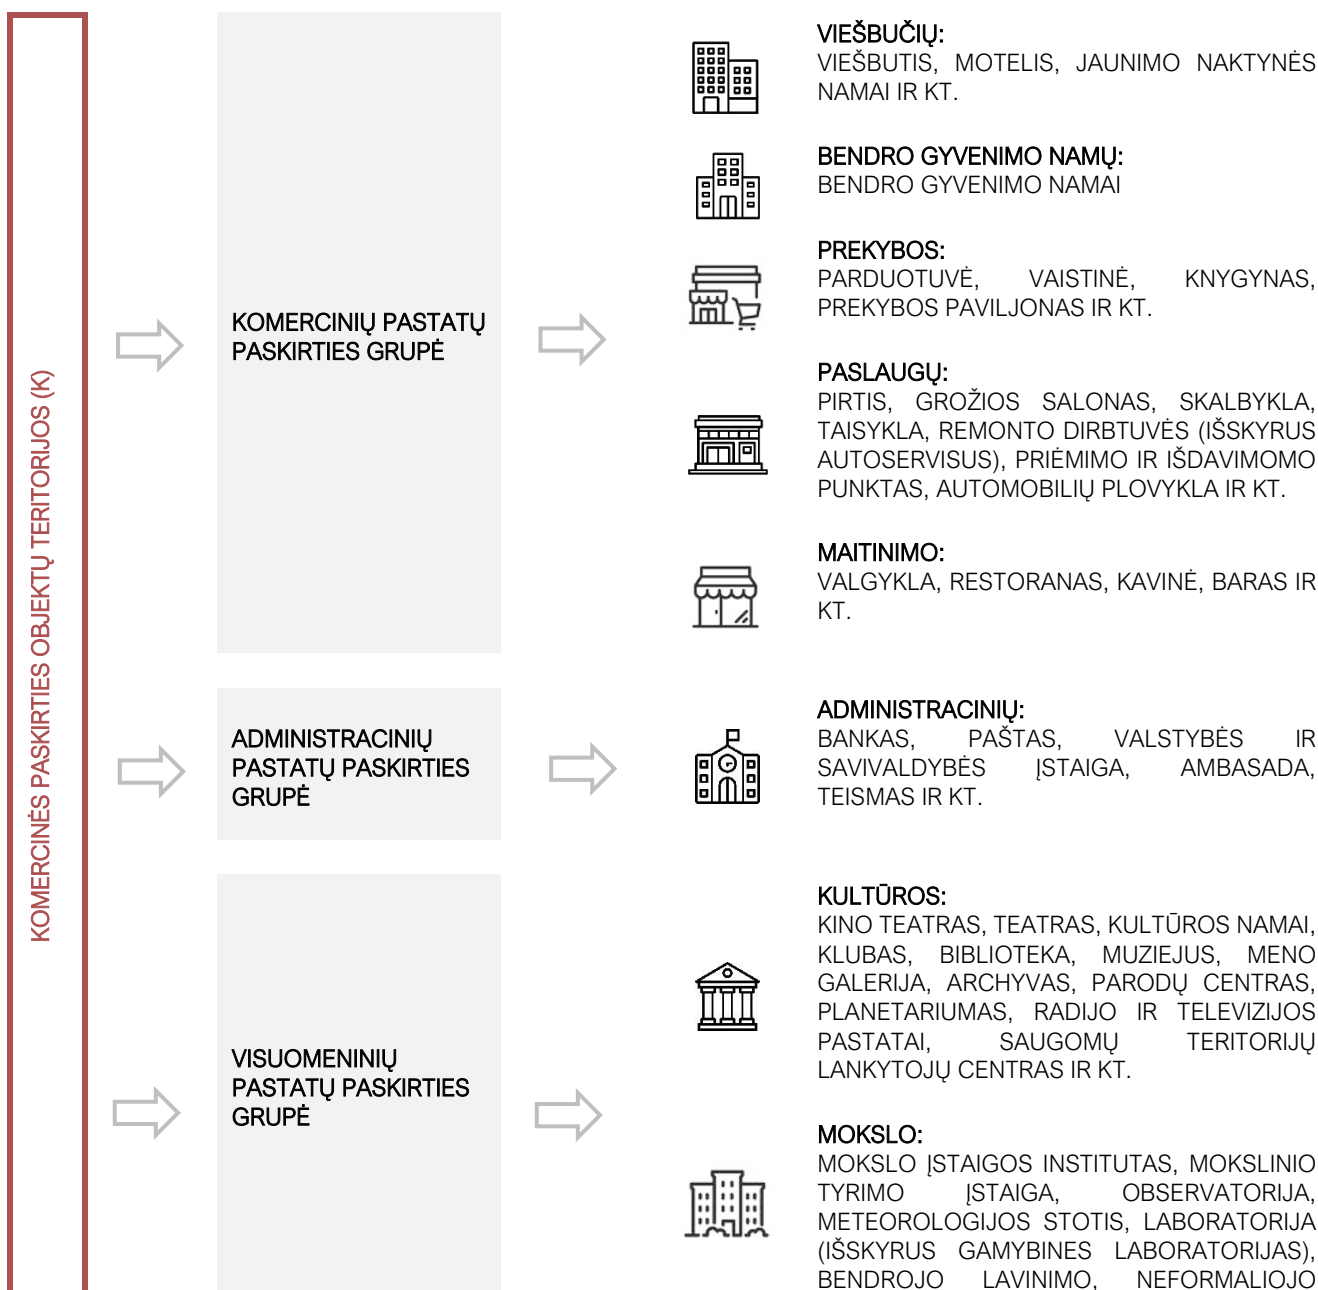 KOMERCINĖS PASKIRTIES OBJEKTŲ TERITORIJOS (K)
KOMERCINIŲ PASTATŲ
PASKIRTIES GRUPĖ
VIEŠBUČIŲ:
VIEŠBUTIS, MOTELIS, JAUNIMO NAKTYNĖS
NAMAI IR KT.
BENDRO GYVENIMO NAMŲ:
BENDRO GYVENIMO NAMAI
PREKYBOS:
PARDUOTUVĖ, VAISTINĖ, KNYGYNAS,
PREKYBOS PAVILJONAS IR KT.
PASLAUGŲ:
PIRTIS, GROŽIOS SALONAS, SKALBYKLA,
TAISYKLA, REMONTO DIRBTUVĖS (IŠSKYRUS
AUTOSERVISUS), PRIĖMIMO IR IŠDAVIMOMO
PUNKTAS, AUTOMOBILIŲ PLOVYKLA IR KT.
MAITINIMO:
VALGYKLA, RESTORANAS, KAVINĖ, BARAS IR
KT.
ADMINISTRACINIŲ
PASTATŲ PASKIRTIES
GRUPĖ
ADMINISTRACINIŲ:
BANKAS, PAŠTAS, VALSTYBĖS IR
SAVIVALDYBĖS ĮSTAIGA, AMBASADA,
TEISMAS IR KT.
VISUOMENINIŲ
PASTATŲ PASKIRTIES
GRUPĖ
KULTŪROS:
KINO TEATRAS, TEATRAS, KULTŪROS NAMAI,
KLUBAS, BIBLIOTEKA, MUZIEJUS, MENO
GALERIJA, ARCHYVAS, PARODŲ CENTRAS,
PLANETARIUMAS, RADIJO IR TELEVIZIJOS
PASTATAI, SAUGOMŲ TERITORIJŲ
LANKYTOJŲ CENTRAS IR KT.
MOKSLO:
MOKSLO ĮSTAIGOS INSTITUTAS, MOKSLINIO
TYRIMO ĮSTAIGA, OBSERVATORIJA,
METEOROLOGIJOS STOTIS, LABORATORIJA
(IŠSKYRUS GAMYBINES LABORATORIJAS),
BENDROJO LAVINIMO, NEFORMALIOJO